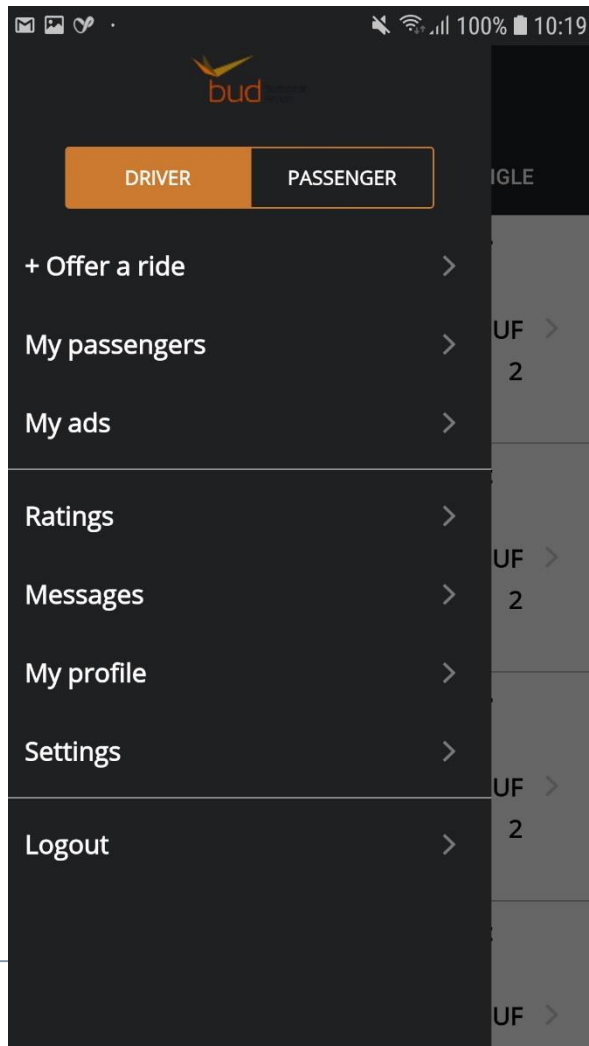 100% 10:19
bud
DRIVER PASSENGER
IGLE
+ Offer a ride
My passengers
UF
2
My ads
Ratings
UF
Messages
2
My profile
Settings
UF
2
Logout
UF